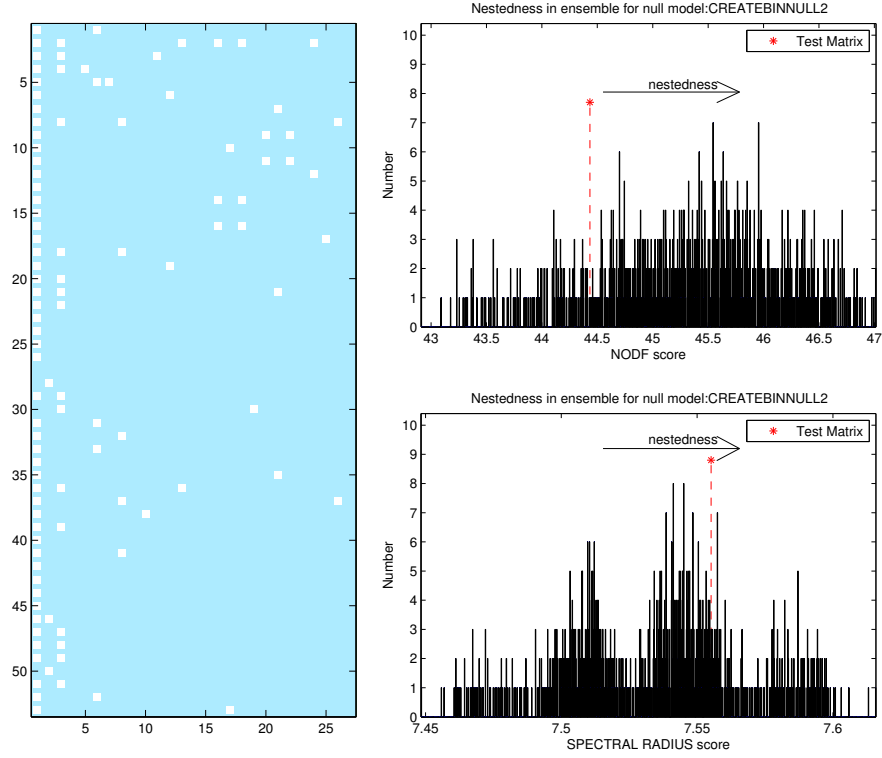 5
10
15
20
25
30
35
40
45
50
5 10 15 20 25
Nestedness in ensemble for null model:CREATEBINNULL2
Test Matrix
nestedness
Number
10
9
8
7
6
5
4
3
2
1
0
43 43.5 44 44.5 45 45.5 46 46.5 47
NODF score
Nestedness in ensemble for null model:CREATEBINNULL2
Test Matrix
nestedness
Number
10
9
8
7
6
5
4
3
2
1
0
7.45 7.5 7.55 7.6
SPECTRAL RADIUS score